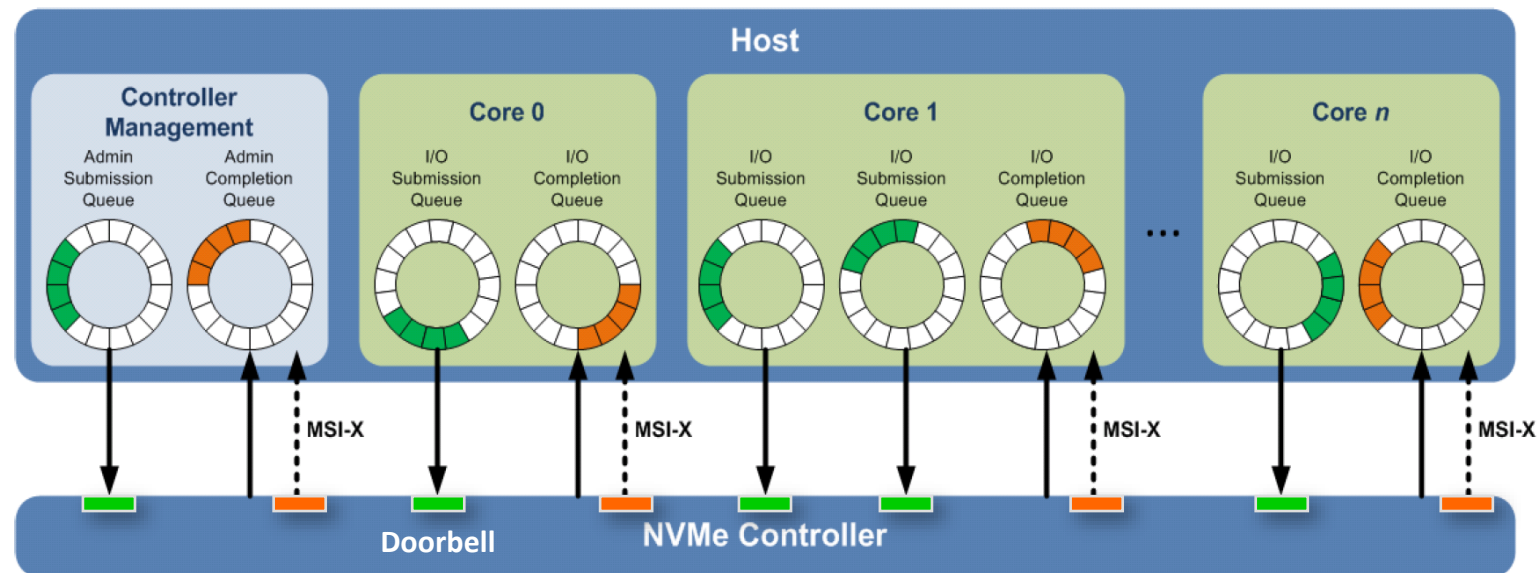 Host
Controller
Management
Admin
Submission
Queue
Admin
Completion
Queue
Core 0
I/O
Submission
Queue
I/O
Completion
Queue
Core 1
I/O
Submission
Queue
I/O
Submission
Queue
I/O
Completion
Queue
...
Core n
I/O
Submission
Queue
I/O
Completion
Queue
MSI-X
MSI-X
MSI-X
MSI-X
Doorbell
NVMe Controller